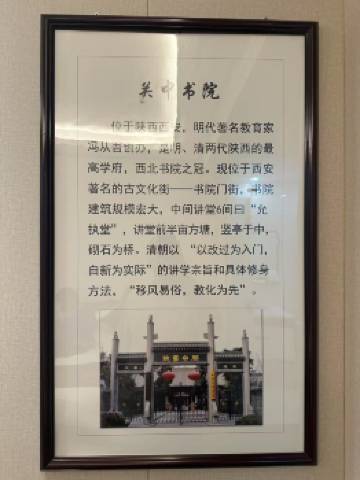 关中书院
位于陕西西安，明代著名教育家
冯从吾创办，是明、清两代陕西的最
高学府，西北书院之冠。现位于西安
著名的古文化街——书院门街，书院
建筑规模宏大，中间讲堂6间曰“允
执堂”，讲堂前半亩方塘，竖亭于中，
砌石为桥。清朝以 “以改过为入门，
自新为实际”的讲学宗旨和具体修身
方法，“移风易俗，教化为先”。